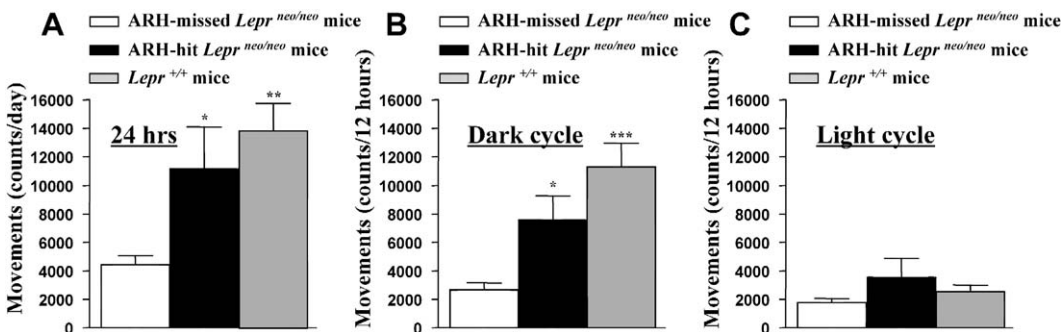 A
ARH-missed Lepr neo/neo mice
ARH-hit Lepr neo/neo mice
Lepr +/+ mice
Movements (counts/day)
16000
14000
12000
10000
8000
6000
4000
2000
0
24 hrs
*
**
B
ARH-missed Lepr neo/neo mice
ARH-hit Lepr neo/neo mice
Lepr +/+ mice
Movements (counts/12 hours)
16000
14000
12000
10000
8000
6000
4000
2000
0
Dark cycle
*
***
C
ARH-missed Lepr neo/neo mice
ARH-hit Lepr neo/neo mice
Lepr +/+ mice
Movements (counts/12 hours)
16000
14000
12000
10000
8000
6000
4000
2000
0
Light cycle